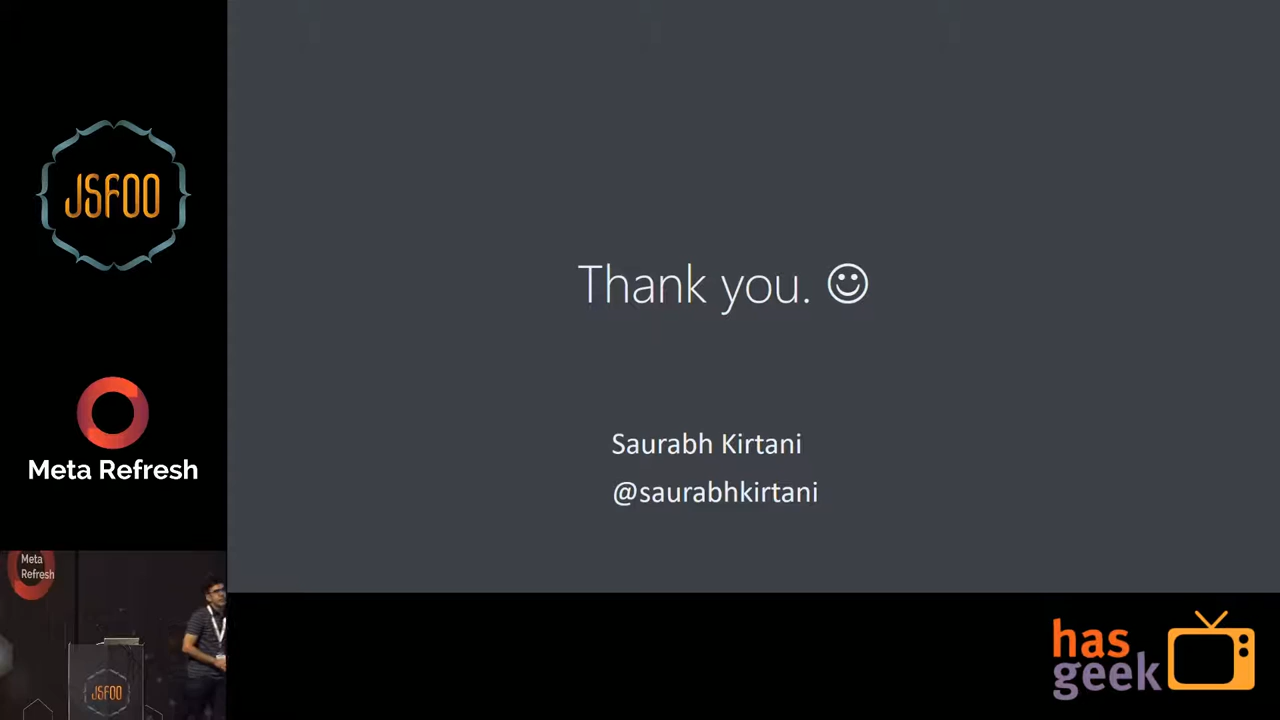 JSFOO
Meta Refresh
Thank you. ☺
Saurabh Kirtani
@saurabhkirtani
Meta
Refresh
JSFOO
has
geek